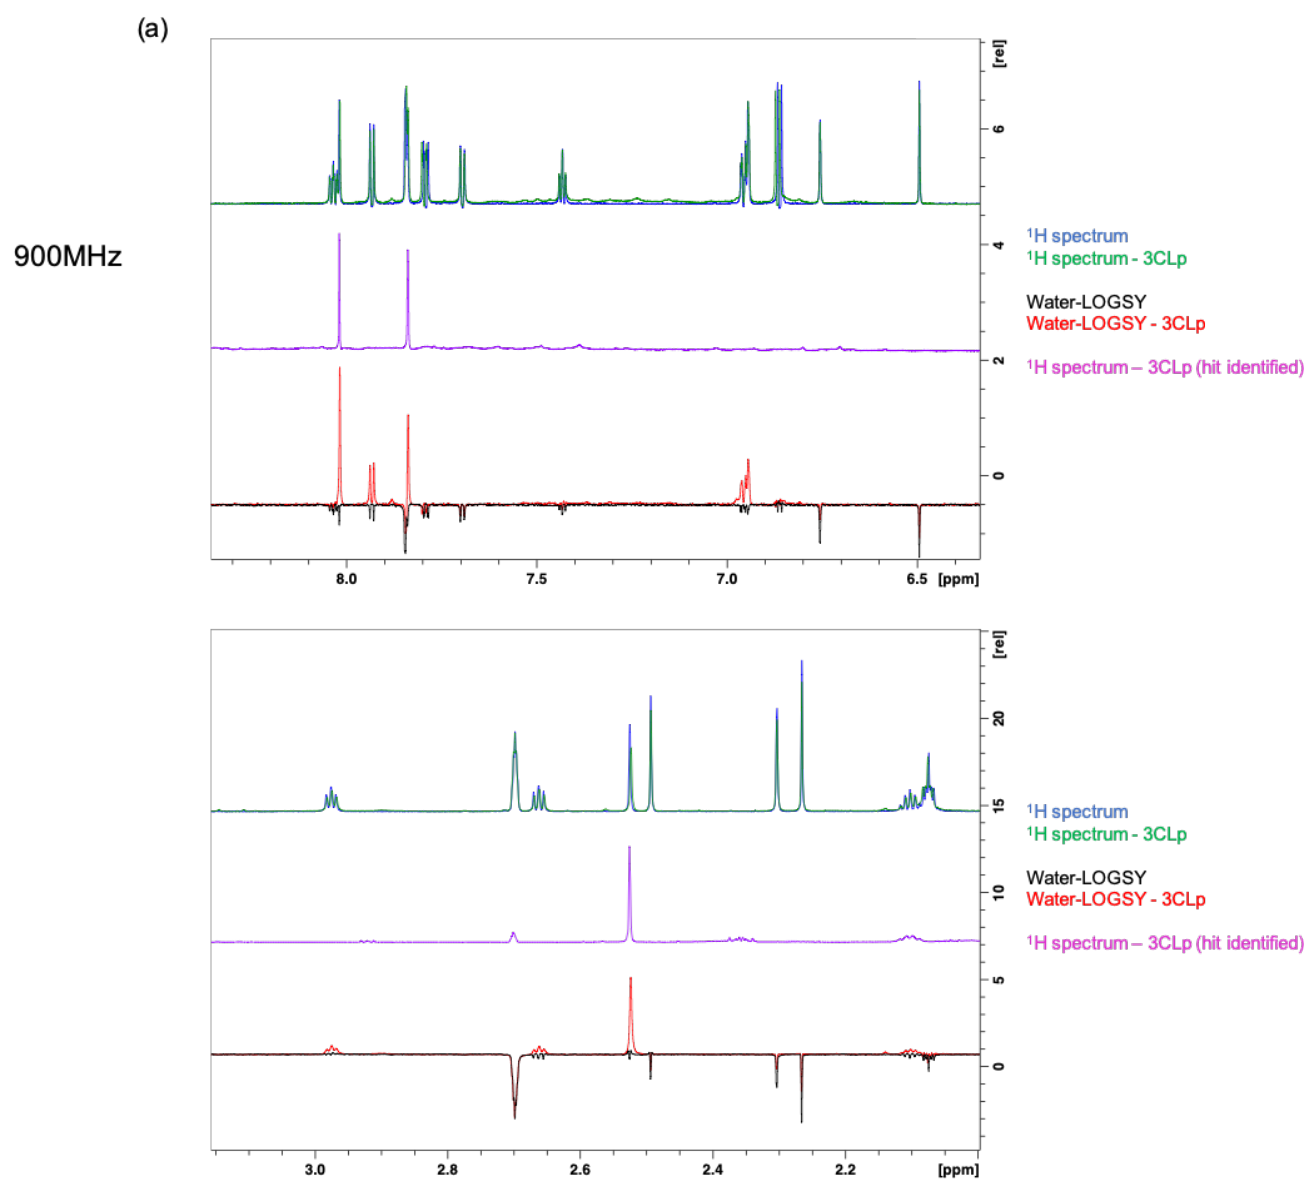 (a)
900MHz
[rel]
6
4
2
0
¹H spectrum
¹H spectrum - 3CLp
Water-LOGSY
Water-LOGSY - 3CLp
¹H spectrum – 3CLp (hit identified)
8.0 7.5 7.0 6.5 [ppm]
[rel]
20
15
10
5
0
¹H spectrum
¹H spectrum - 3CLp
Water-LOGSY
Water-LOGSY - 3CLp
¹H spectrum – 3CLp (hit identified)
3.0 2.8 2.6 2.4 2.2 [ppm]